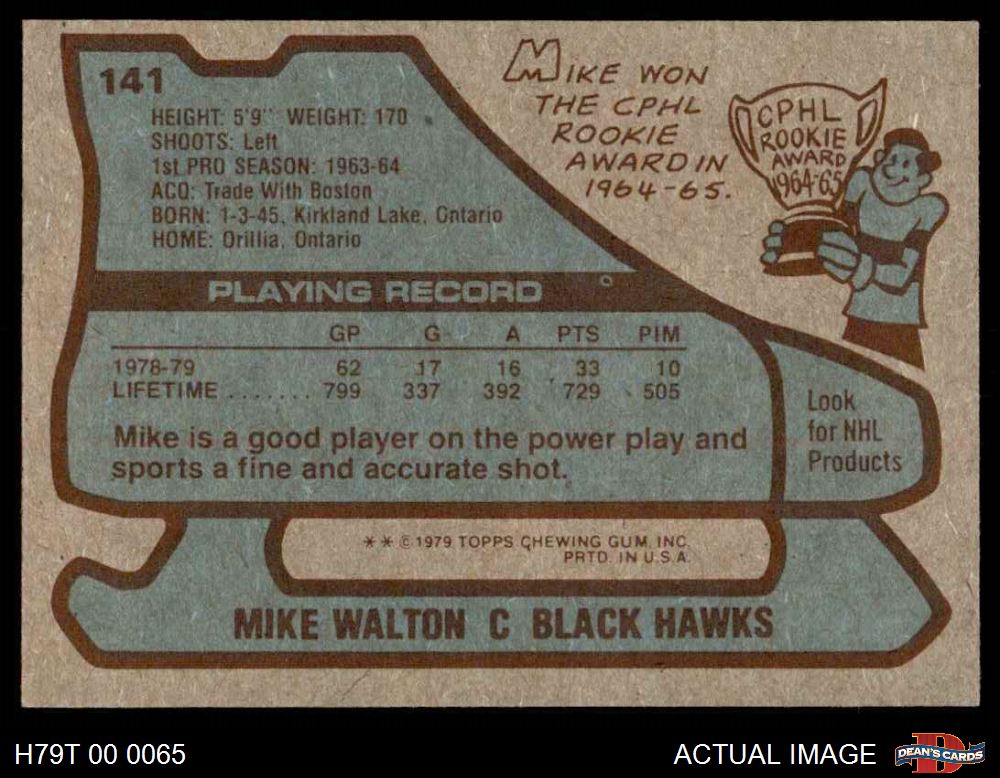 141
HEIGHT: 5'9" WEIGHT: 170
SHOOTS: Left
1st PRO SEASON: 1963-64
ACQ: Trade With Boston
BORN: 1-3-45, Kirkland Lake, Ontario
HOME: Orillia, Ontario
MIKE WON
THE CPHL
ROOKIE
AWARD IN
1964-65.
CPHL
ROOKIE
AWARD
1964-65
PLAYING RECORD
GP G A PTS PIM
1978-79 62 17 16 33 10
LIFETIME ....... 799 337 392 729 505
Mike is a good player on the power play and
sports a fine and accurate shot.
Look
for NHL
Products
** © 1979 TOPPS CHEWING GUM, INC.
PRTD. IN U.S.A.
MIKE WALTON C BLACK HAWKS
H79T 00 0065
ACTUAL IMAGE
DEAN'S CARDS